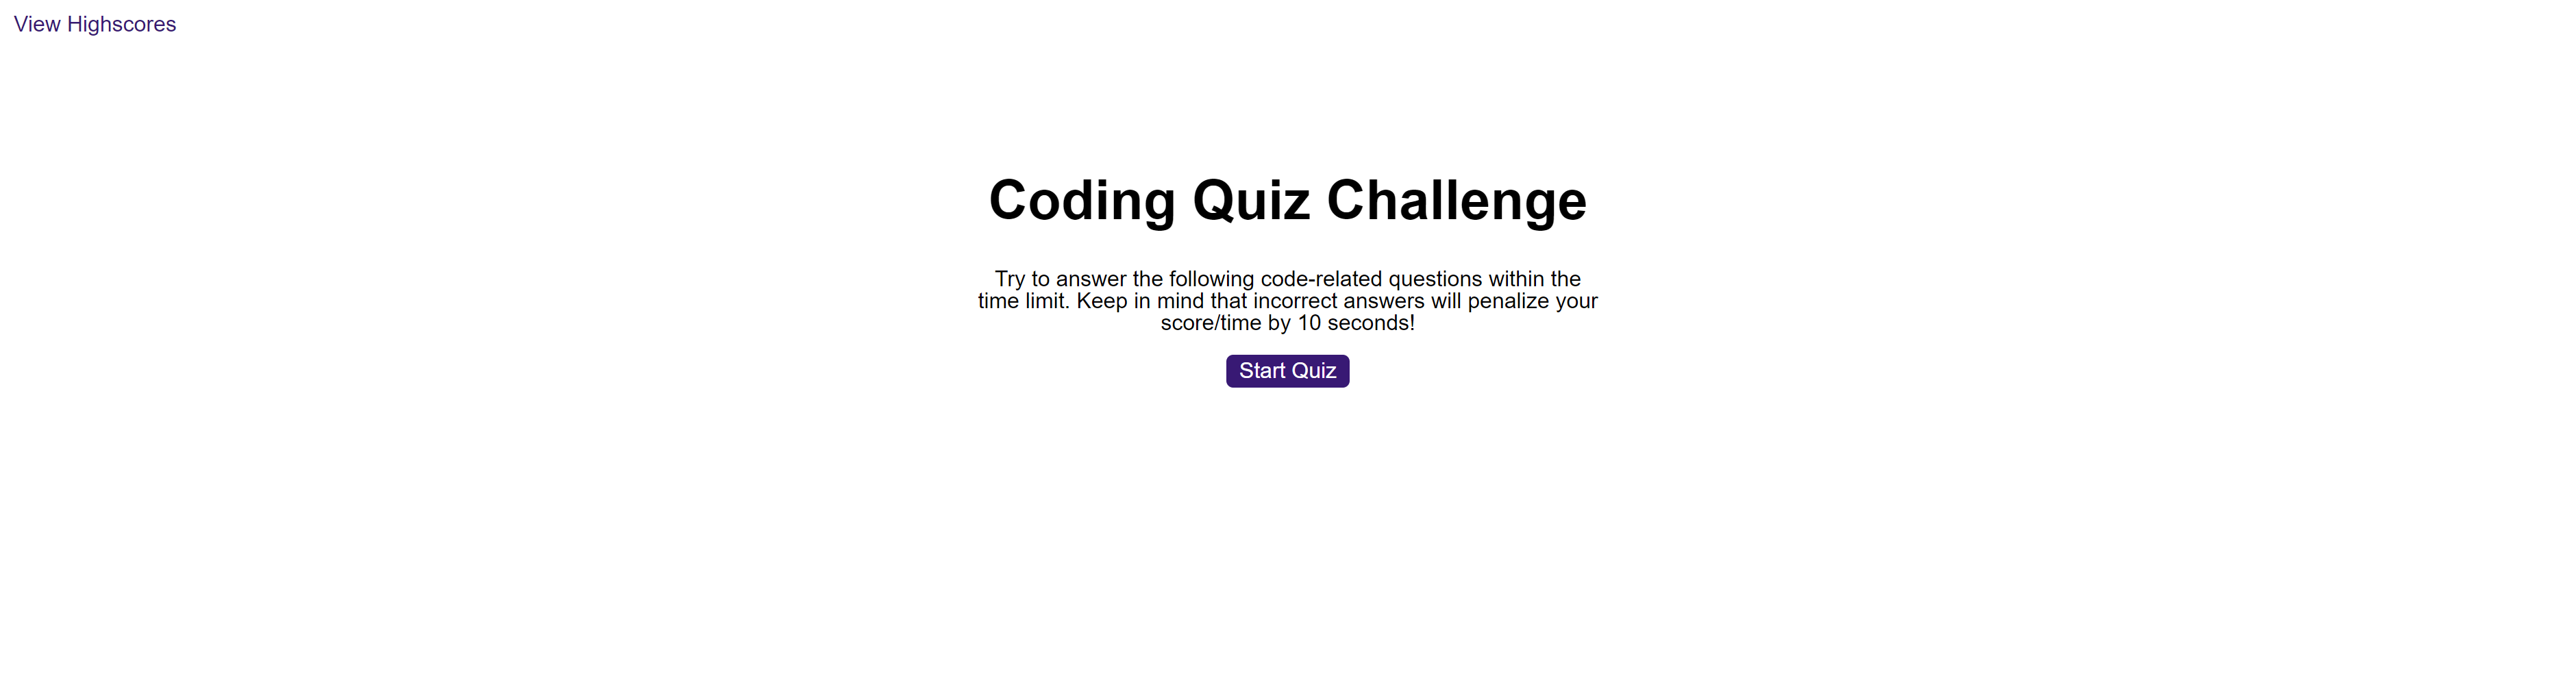 View Highscores
Coding Quiz Challenge
Try to answer the following code-related questions within the
time limit. Keep in mind that incorrect answers will penalize your
score/time by 10 seconds!
Start Quiz